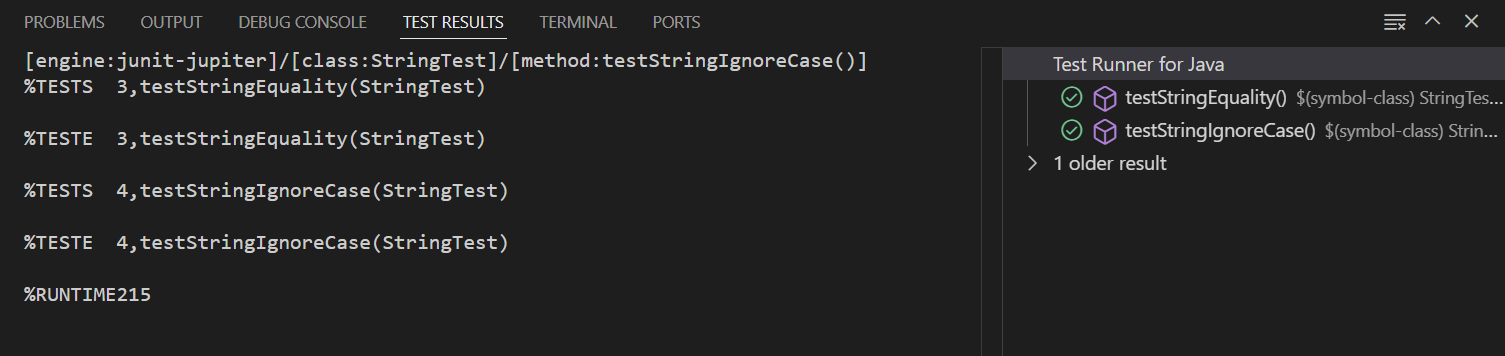 PROBLEMS OUTPUT DEBUG CONSOLE TEST RESULTS TERMINAL PORTS
[engine:junit-jupiter]/[class:StringTest]/[method:testStringIgnoreCase()]
%TESTS  3,testStringEquality(StringTest)
%TESTE  3,testStringEquality(StringTest)
%TESTS  4,testStringIgnoreCase(StringTest)
%TESTE  4,testStringIgnoreCase(StringTest)
%RUNTIME215
Test Runner for Java
testStringEquality() $(symbol-class) StringTes...
testStringIgnoreCase() $(symbol-class) Strin...
1 older result